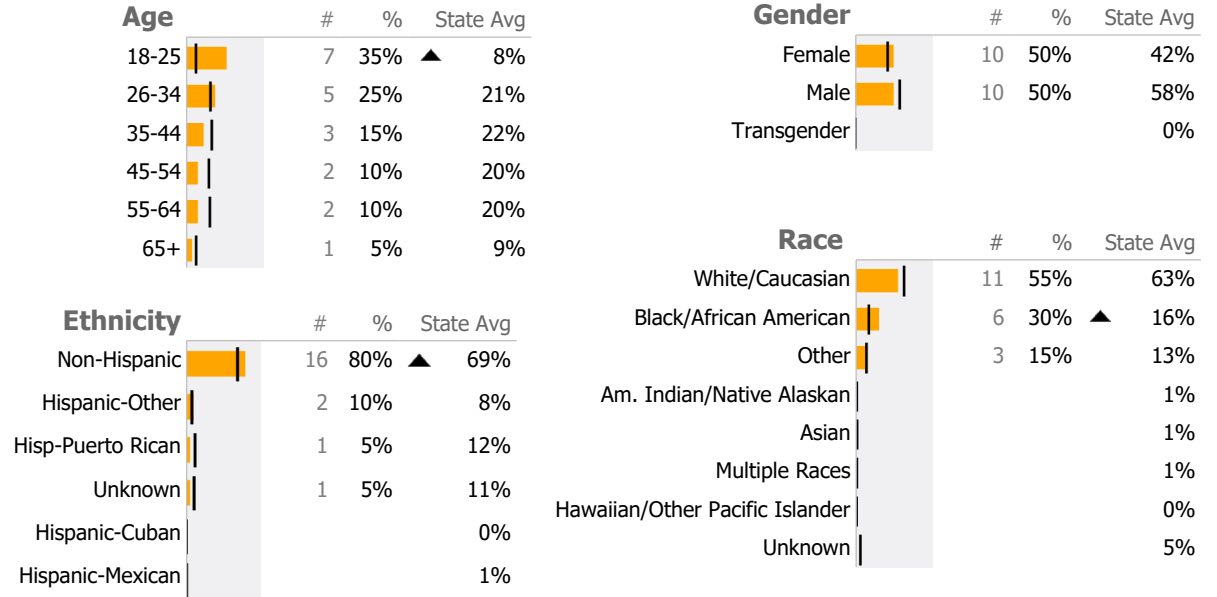 Age # % State Avg
18-25 7 35% ▲ 8%
26-34 5 25% 21%
35-44 3 15% 22%
45-54 2 10% 20%
55-64 2 10% 20%
65+ 1 5% 9%
Ethnicity # % State Avg
Non-Hispanic 16 80% ▲ 69%
Hispanic-Other 2 10% 8%
Hisp-Puerto Rican 1 5% 12%
Unknown 1 5% 11%
Hispanic-Cuban 0%
Hispanic-Mexican 1%
Gender # % State Avg
Female 10 50% 42%
Male 10 50% 58%
Transgender 0%
Race # % State Avg
White/Caucasian 11 55% 63%
Black/African American 6 30% ▲ 16%
Other 3 15% 13%
Am. Indian/Native Alaskan 1%
Asian 1%
Multiple Races 1%
Hawaiian/Other Pacific Islander 0%
Unknown 5%